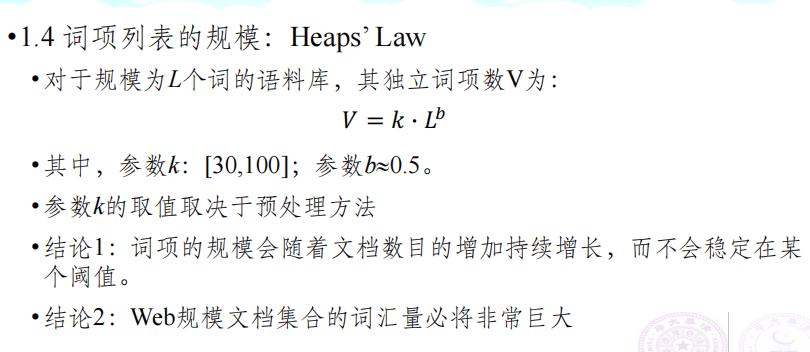 •1.4 词项列表的规模：Heaps’ Law
•对于规模为L个词的语料库，其独立词项数V为：
V = k · L^b
•其中，参数k：[30,100]；参数b≈0.5。
•参数k的取值取决于预处理方法
•结论1：词项的规模会随着文档数目的增加持续增长，而不会稳定在某
个阈值。
•结论2：Web规模文档集合的词汇量必将非常巨大